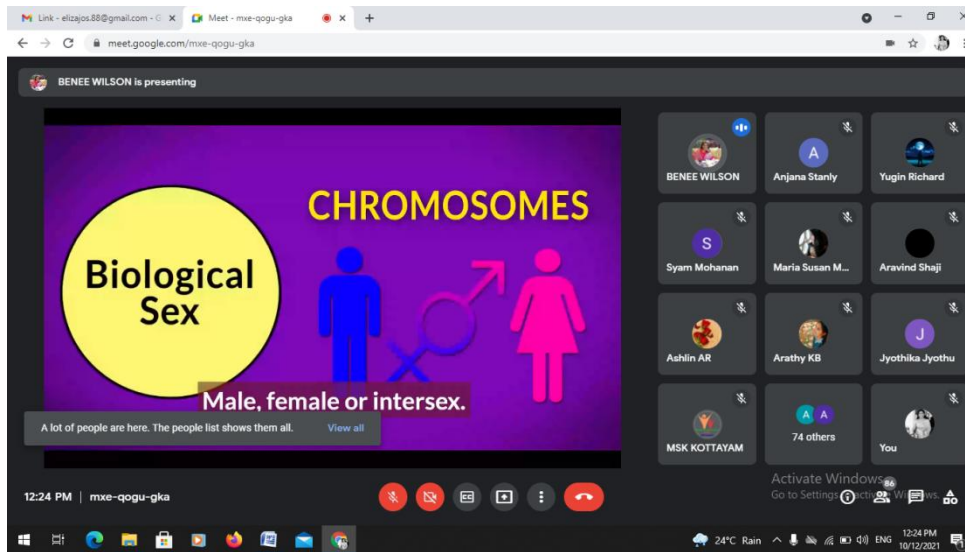 Link - elizajos.88@gmail.com - G
Meet - mxe-qogu-gka
meet.google.com/mxe-qogu-gka
BENEE WILSON is presenting
CHROMOSOMES
Biological
Sex
Male, female or intersex.
A lot of people are here. The people list shows them all. View all
BENEE WILSON
A
Anjana Stanly
Yugin Richard
S
Syam Mohanan
Maria Susan M...
Aravind Shaji
Ashlin AR
Arathy KB
J
Jyothika Jyothu
MSK KOTTAYAM
A A
74 others
You
Activate Windows
Go to Settings
86
12:24 PM | mxe-qogu-gka
24°C Rain
ENG
12:24 PM
10/12/2021